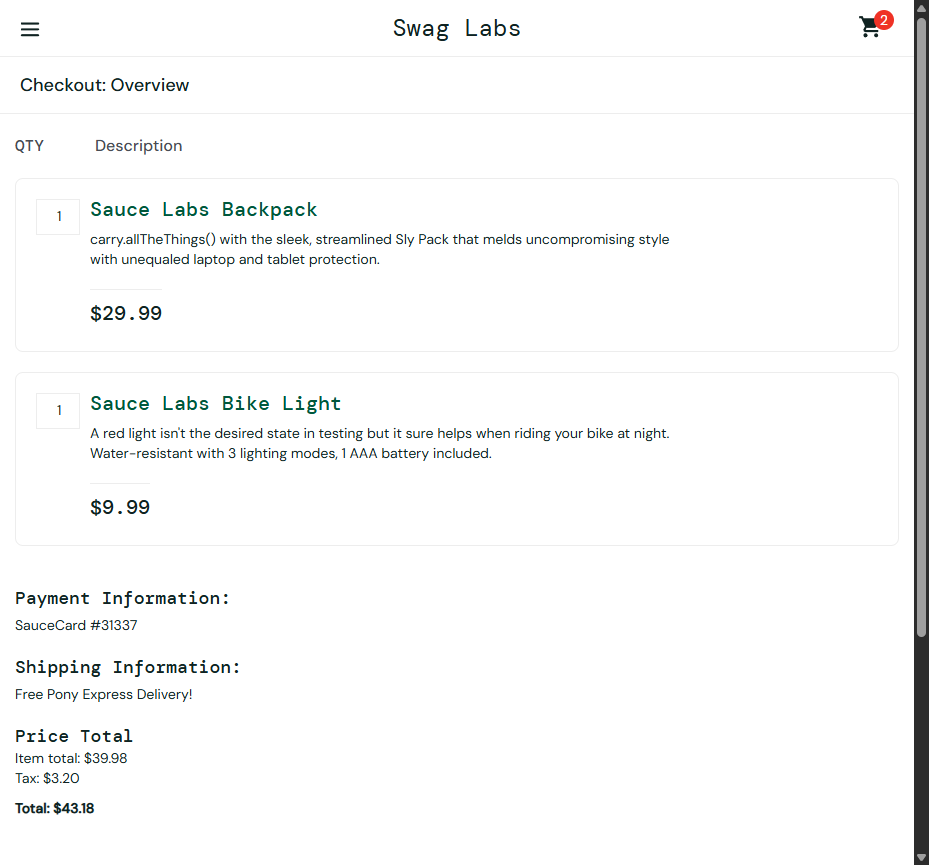 Swag Labs
2
Checkout: Overview
QTY Description
1
Sauce Labs Backpack
carry.allTheThings() with the sleek, streamlined Sly Pack that melds uncompromising style
with unequaled laptop and tablet protection.
$29.99
1
Sauce Labs Bike Light
A red light isn't the desired state in testing but it sure helps when riding your bike at night.
Water-resistant with 3 lighting modes, 1 AAA battery included.
$9.99
Payment Information:
SauceCard #31337
Shipping Information:
Free Pony Express Delivery!
Price Total
Item total: $39.98
Tax: $3.20
Total: $43.18